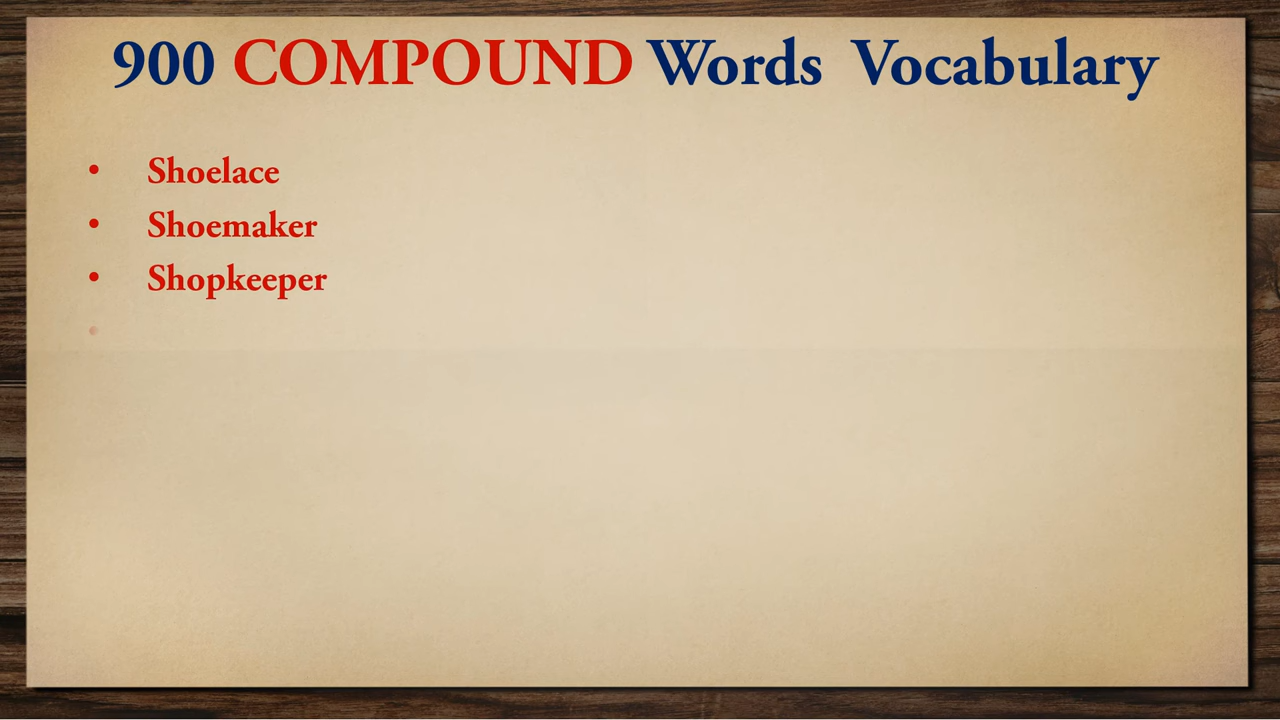 900 COMPOUND Words Vocabulary
• Shoelace
• Shoemaker
• Shopkeeper
•